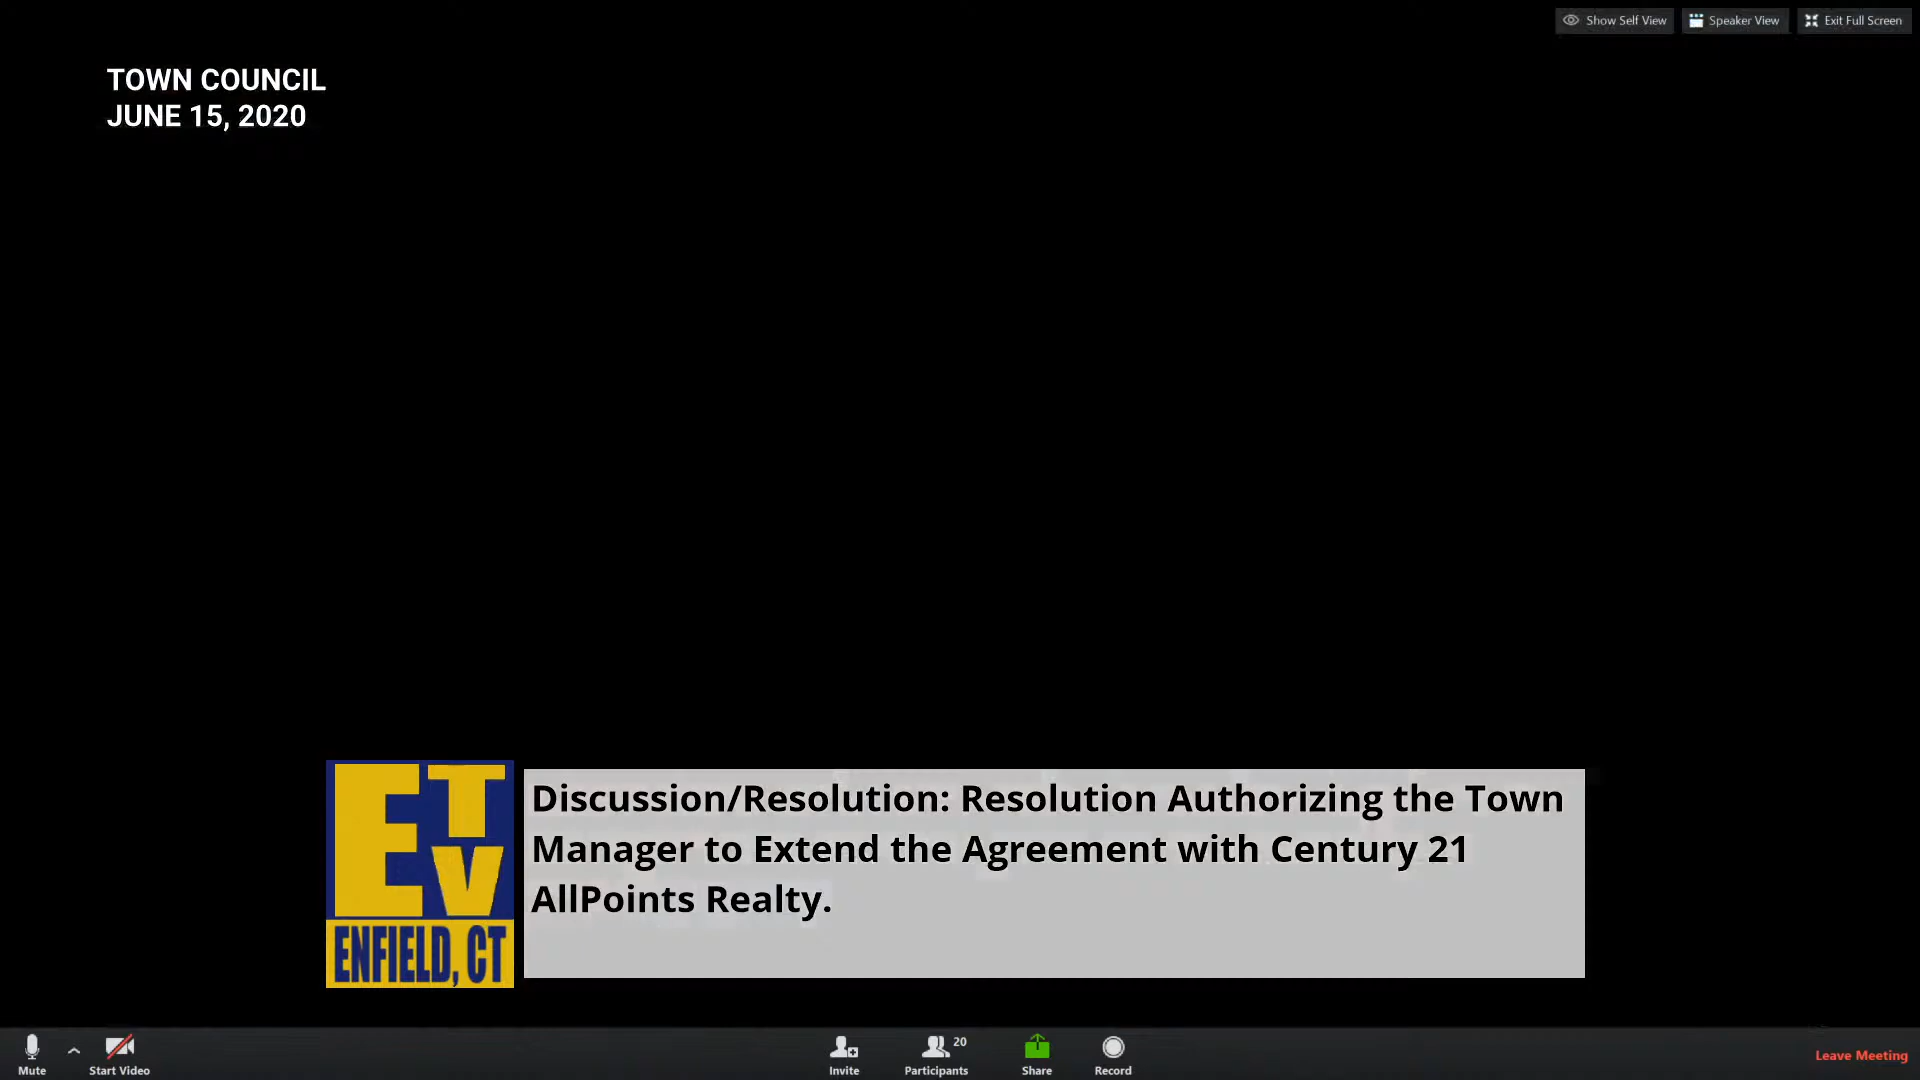 Show Self View
Speaker View
Exit Full Screen
TOWN COUNCIL
JUNE 15, 2020
ETV
ENFIELD, CT
Discussion/Resolution: Resolution Authorizing the Town
Manager to Extend the Agreement with Century 21
AllPoints Realty.
Mute
Start Video
Invite
20
Participants
Share
Record
Leave Meeting